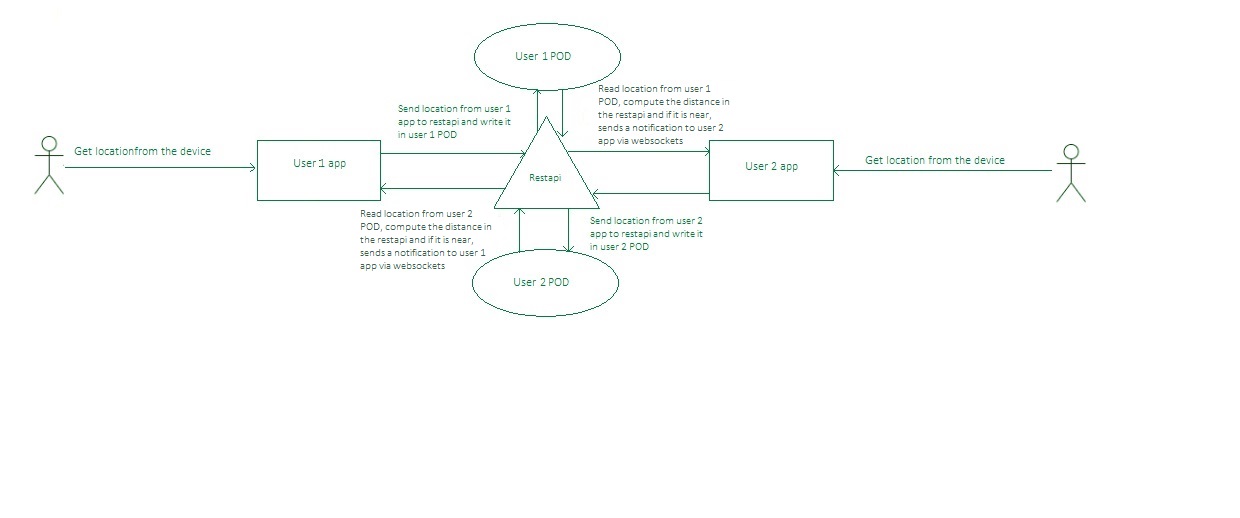 User 1 POD
Send location from user 1
app to restapi and write it
in user 1 POD
Read location from user 1
POD, compute the distance in
the restapi and if it is near,
sends a notification to user 2
app via websockets
Get locationfrom the device
User 1 app
Restapi
User 2 app
Get location from the device
Read location from user 2
POD, compute the distance in
the restapi and if it is near,
sends a notification to user 1
app via websockets
Send location from user 2
app to restapi and write it
in user 2 POD
User 2 POD